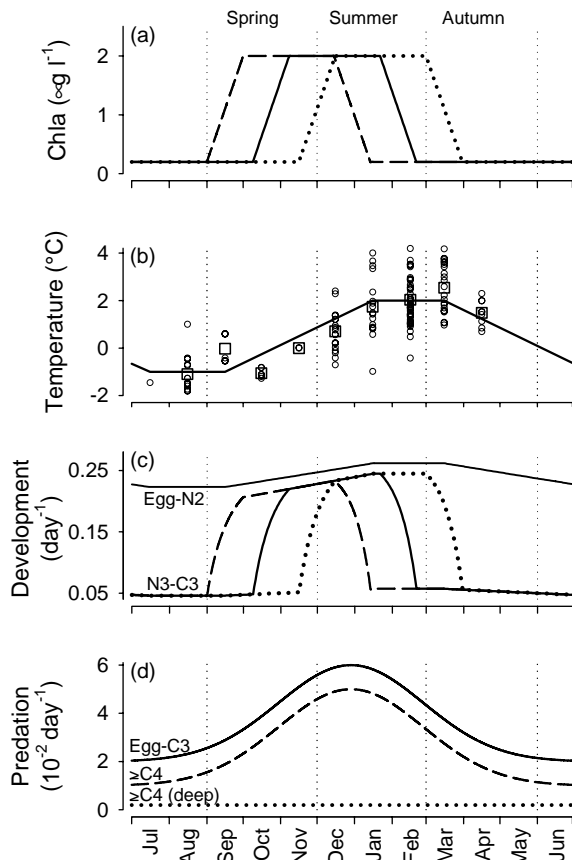 Spring Summer Autumn
(a)
Chla (∝g l⁻¹)
2
1
0
(b)
Temperature (°C)
4
2
0
-2
(c)
Development
(day⁻¹)
0.25
0.15
0.05
Egg-N2
N3-C3
(d)
Predation
(10⁻² day⁻¹)
6
4
2
0
Egg-C3
≥C4
≥C4 (deep)
Jul Aug Sep Oct Nov Dec Jan Feb Mar Apr May Jun